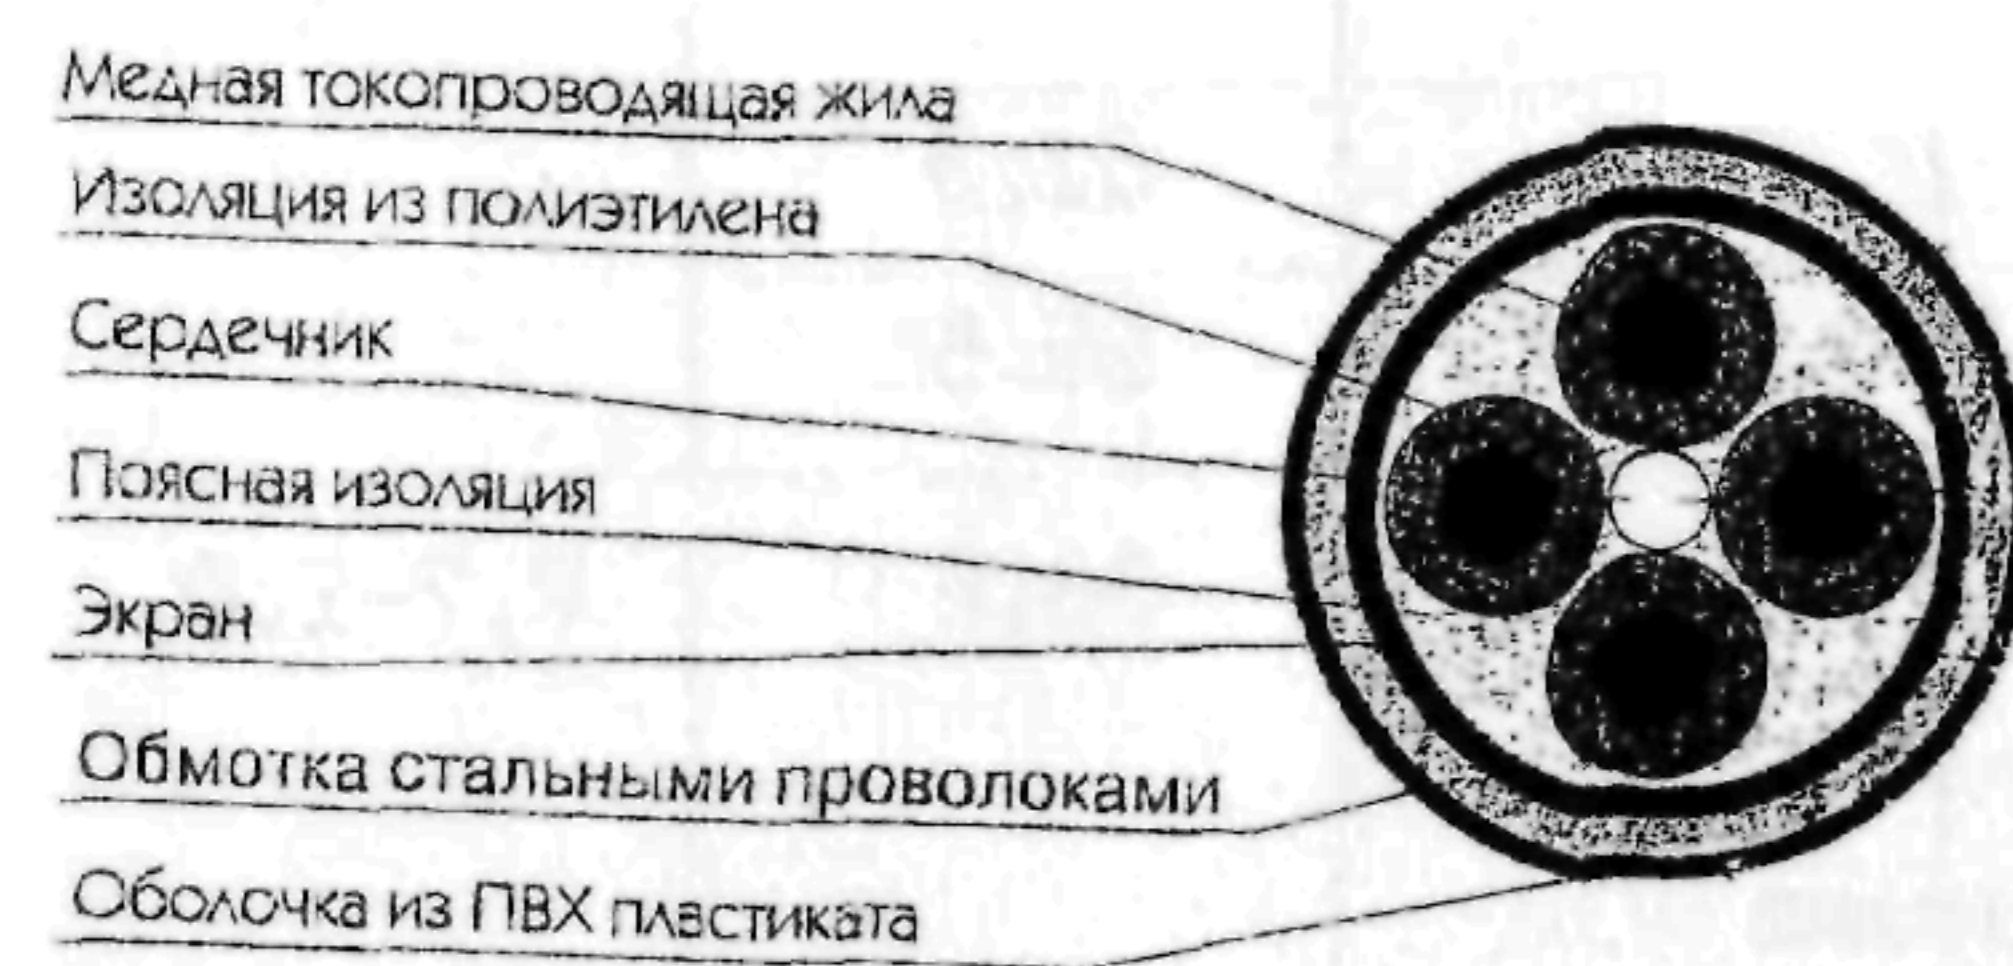 Медная токопроводящая жила
Изоляция из полиэтилена
Сердечник
Поясная изоляция
Экран
Обмотка стальными проволоками
Оболочка из ПВХ пластиката